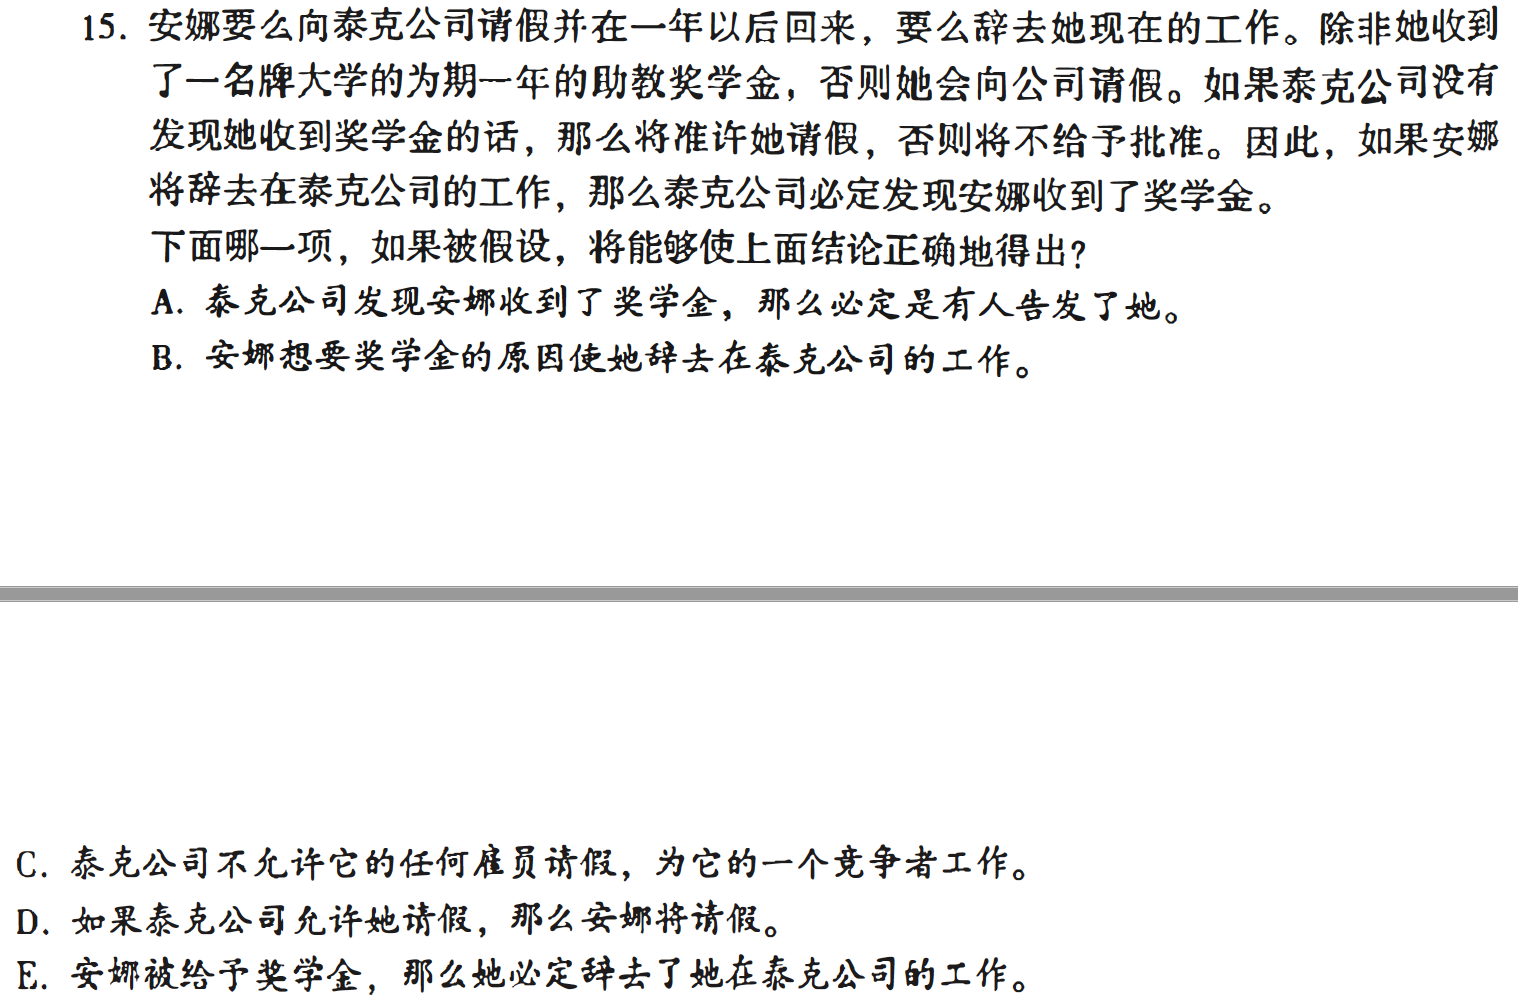 15. 安娜要么向泰克公司请假并在一年以后回来，要么辞去她现在的工作。除非她收到
了一名牌大学的为期一年的助教奖学金，否则她会向公司请假。如果泰克公司没有
发现她收到奖学金的话，那么将准许她请假，否则将不给予批准。因此，如果安娜
将辞去在泰克公司的工作，那么泰克公司必定发现安娜收到了奖学金。
下面哪一项，如果被假设，将能够使上面结论正确地得出?
A. 泰克公司发现安娜收到了奖学金，那么必定是有人告发了她。
B. 安娜想要奖学金的原因使她辞去在泰克公司的工作。
C. 泰克公司不允许它的任何雇员请假，为它的一个竞争者工作。
D. 如果泰克公司允许她请假，那么安娜将请假。
E. 安娜被给予奖学金，那么她必定辞去了她在泰克公司的工作。